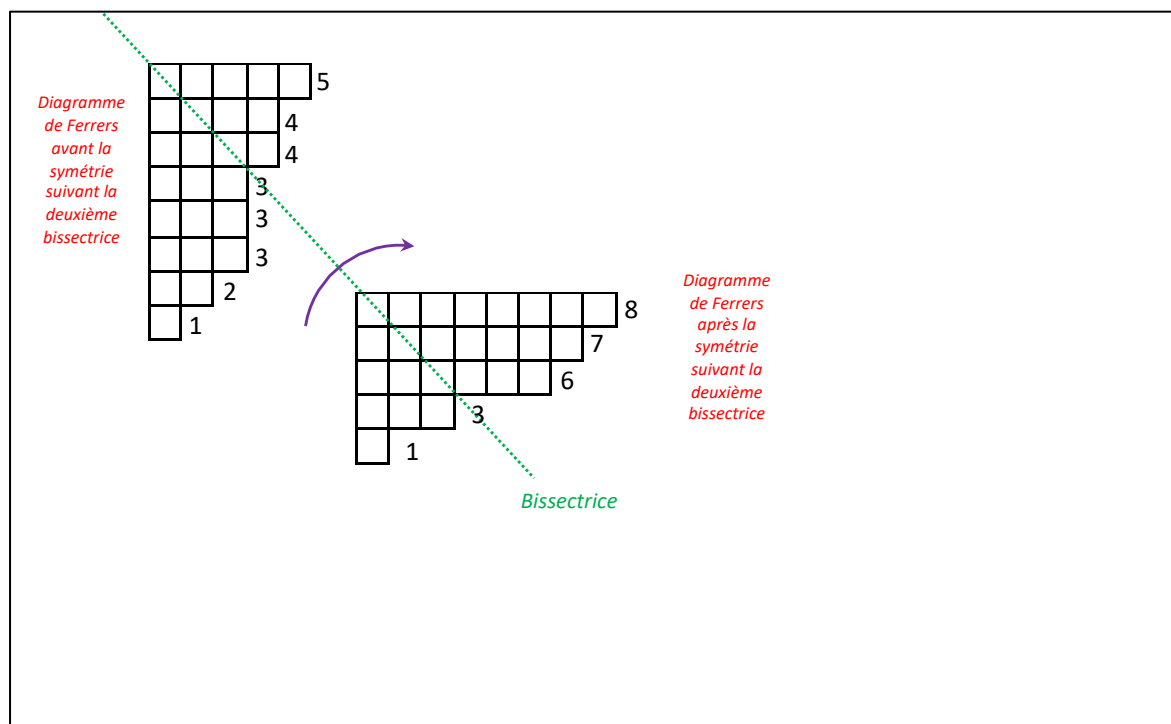 Diagramme
de Ferrers
avant la
symétrie
suivant la
deuxième
bissectrice
5
4
4
3
3
3
2
1
8
7
6
3
1
Diagramme
de Ferrers
après la
symétrie
suivant la
deuxième
bissectrice
Bissectrice